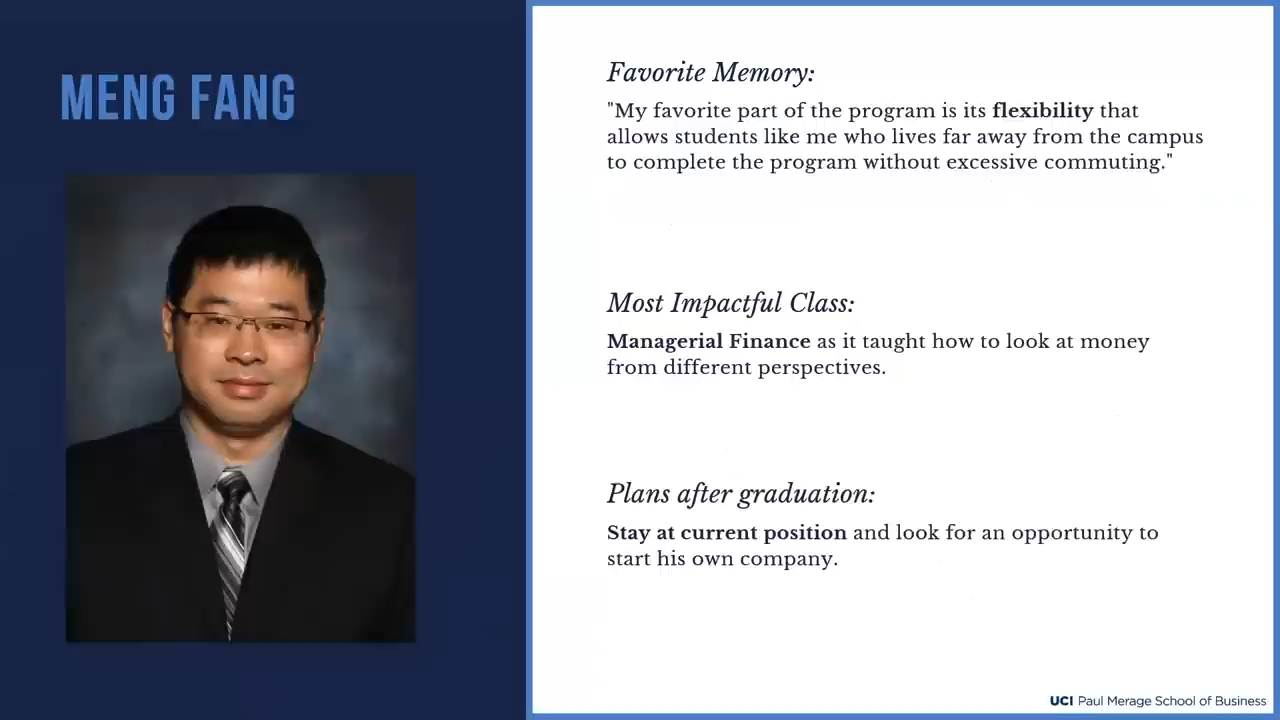 MENG FANG
Favorite Memory:
"My favorite part of the program is its flexibility that
allows students like me who lives far away from the campus
to complete the program without excessive commuting."
Most Impactful Class:
Managerial Finance as it taught how to look at money
from different perspectives.
Plans after graduation:
Stay at current position and look for an opportunity to
start his own company.
UCI Paul Merage School of Business